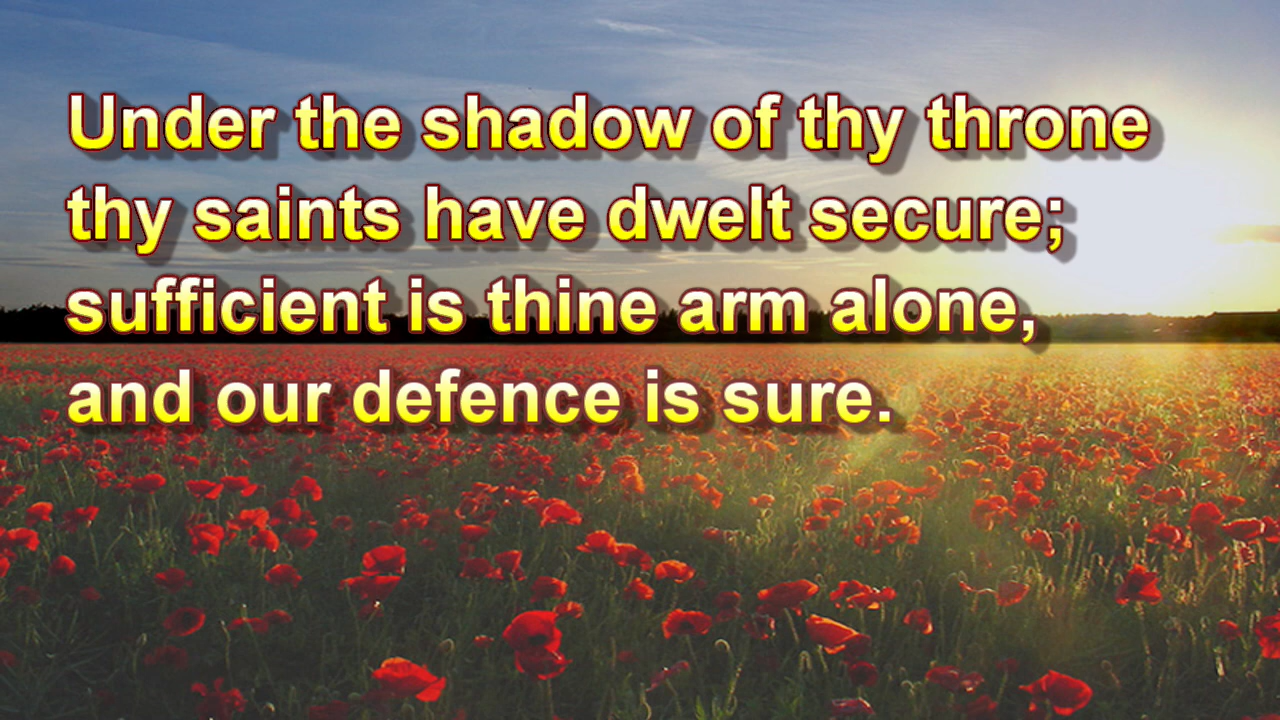 Under the shadow of thy throne
thy saints have dwelt secure;
sufficient is thine arm alone,
and our defence is sure.